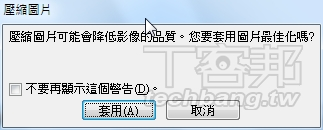 壓縮圖片
壓縮圖片可能會降低影像的品質。您要套用圖片最佳化嗎?
不要再顯示這個警告(D)。
套用(A) 取消
T客邦
techbang.tw